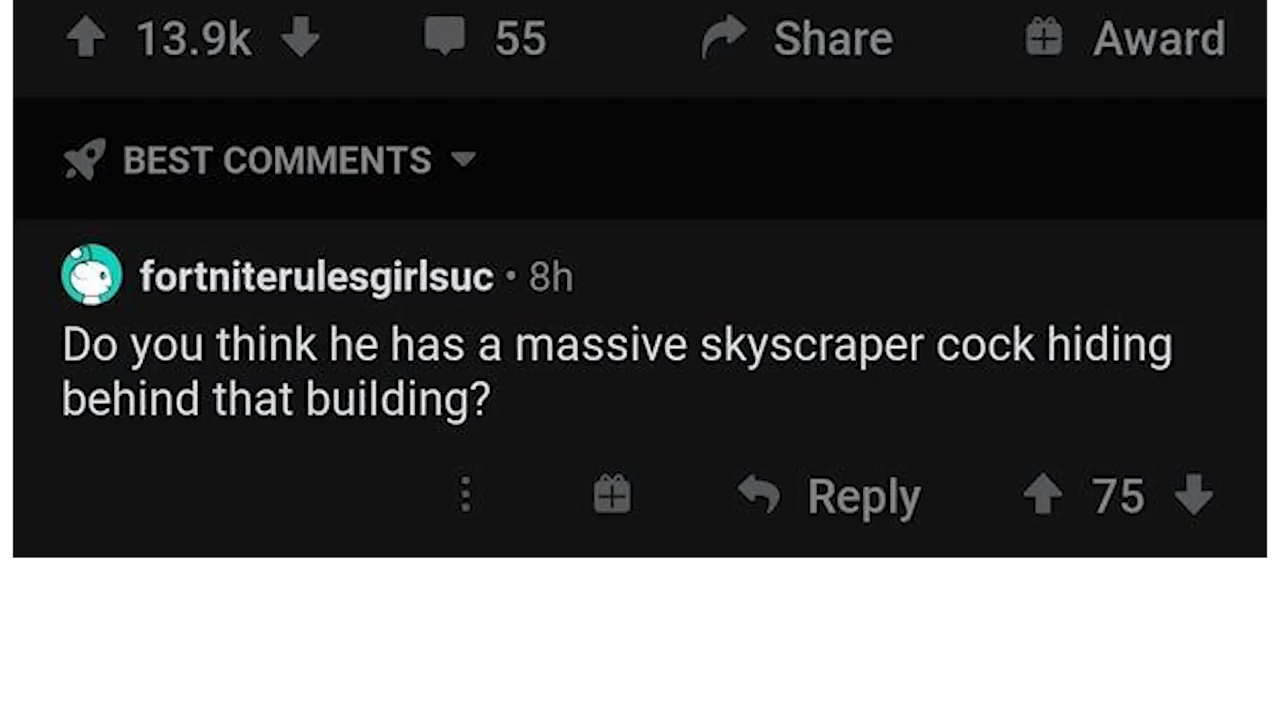 13.9k 55 Share Award
BEST COMMENTS
fortniterulesgirlsuc • 8h
Do you think he has a massive skyscraper cock hiding
behind that building?
Reply 75